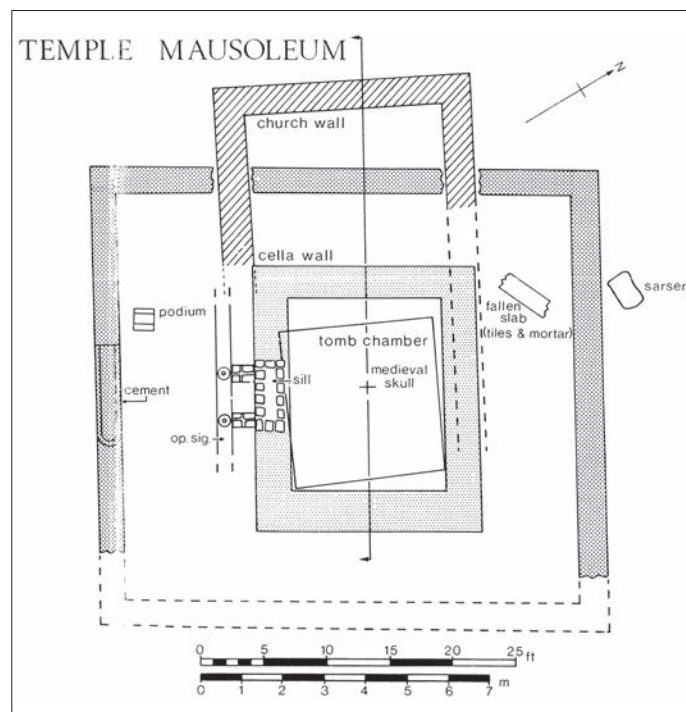 TEMPLE MAUSOLEUM
N
church wall
cella wall
podium
cement
op. sig.
sill
tomb chamber
medieval
skull
fallen
slab
(tiles & mortar)
sarsen
0 5 10 15 20 25 ft
0 1 2 3 4 5 6 7 m